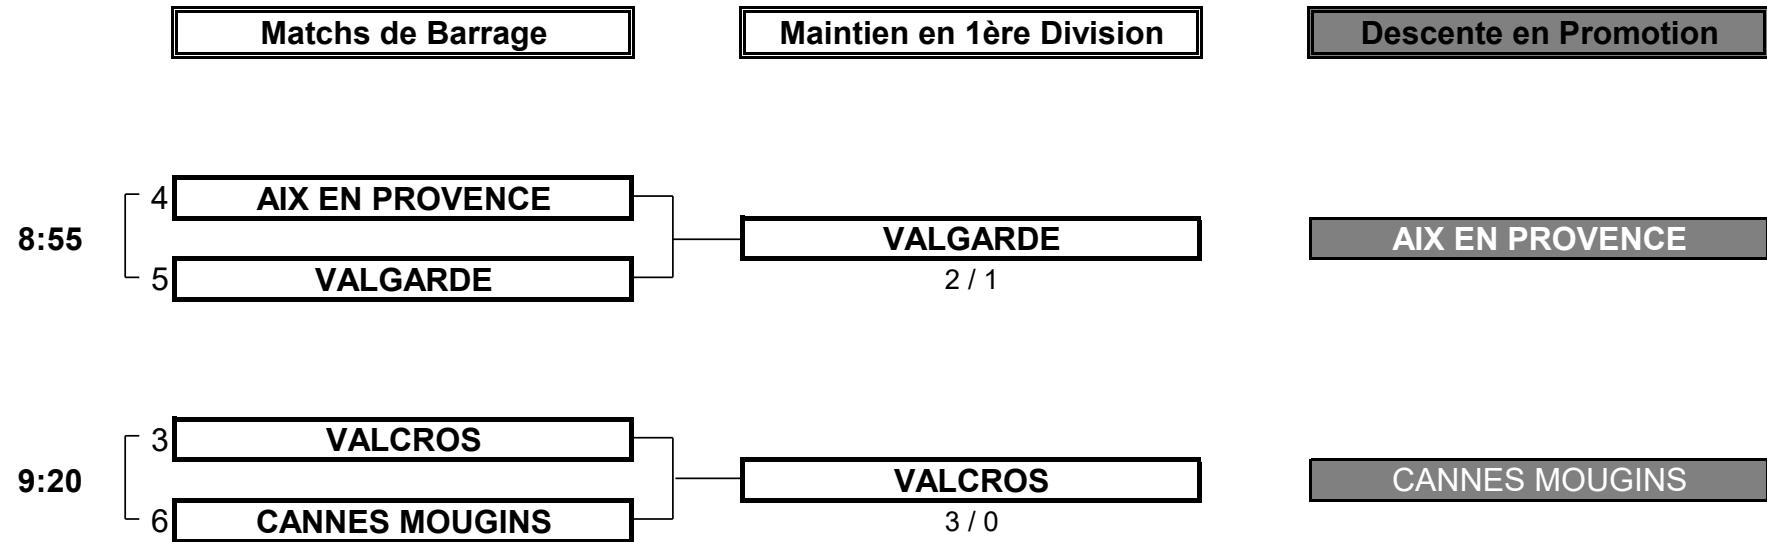 Matchs de Barrage
Maintien en 1ère Division
Descente en Promotion
4 AIX EN PROVENCE
8:55 VALGARDE AIX EN PROVENCE
5 VALGARDE 2 / 1
3 VALCROS
9:20 VALCROS CANNES MOUGINS
6 CANNES MOUGINS 3 / 0